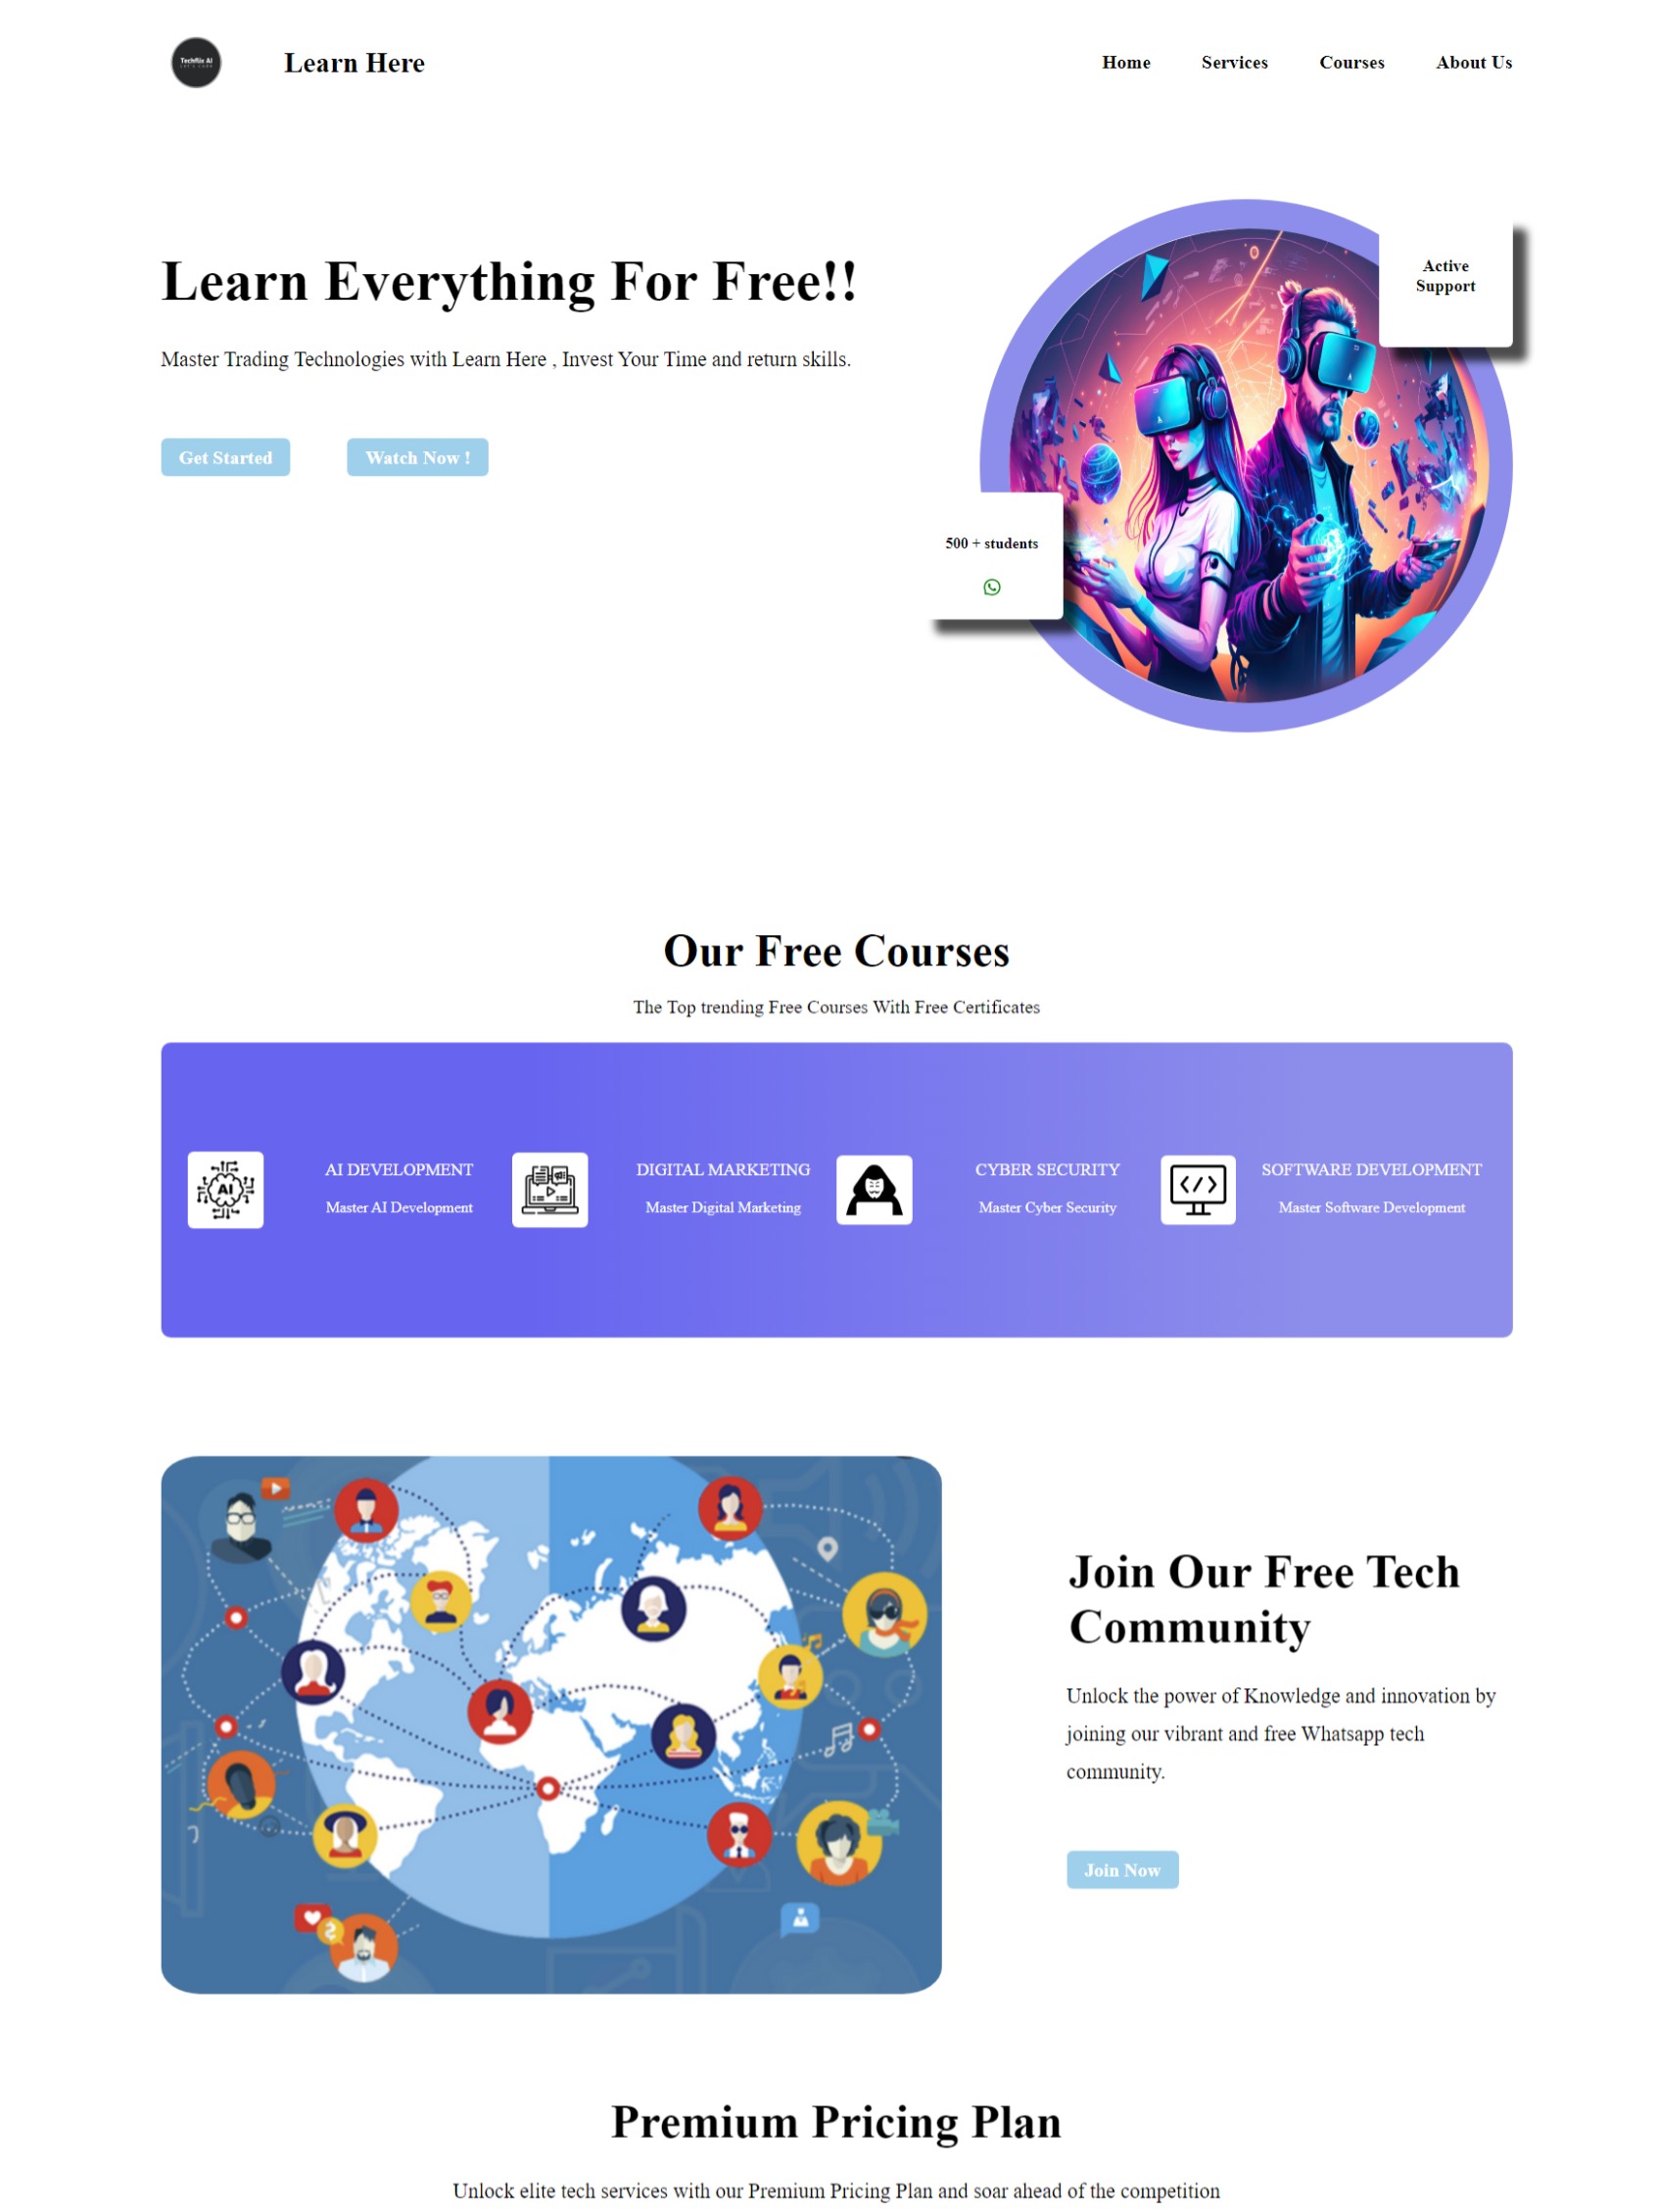 Techflix AI
Learn Here
Home
Services
Courses
About Us
Learn Everything For Free!!
Master Trading Technologies with Learn Here , Invest Your Time and return skills.
Get Started
Watch Now !
Active
Support
500 + students
Our Free Courses
The Top trending Free Courses With Free Certificates
AI
AI DEVELOPMENT
Master AI Development
DIGITAL MARKETING
Master Digital Marketing
CYBER SECURITY
Master Cyber Security
SOFTWARE DEVELOPMENT
Master Software Development
Join Our Free Tech
Community
Unlock the power of Knowledge and innovation by
joining our vibrant and free Whatsapp tech
community.
Join Now
Premium Pricing Plan
Unlock elite tech services with our Premium Pricing Plan and soar ahead of the competition